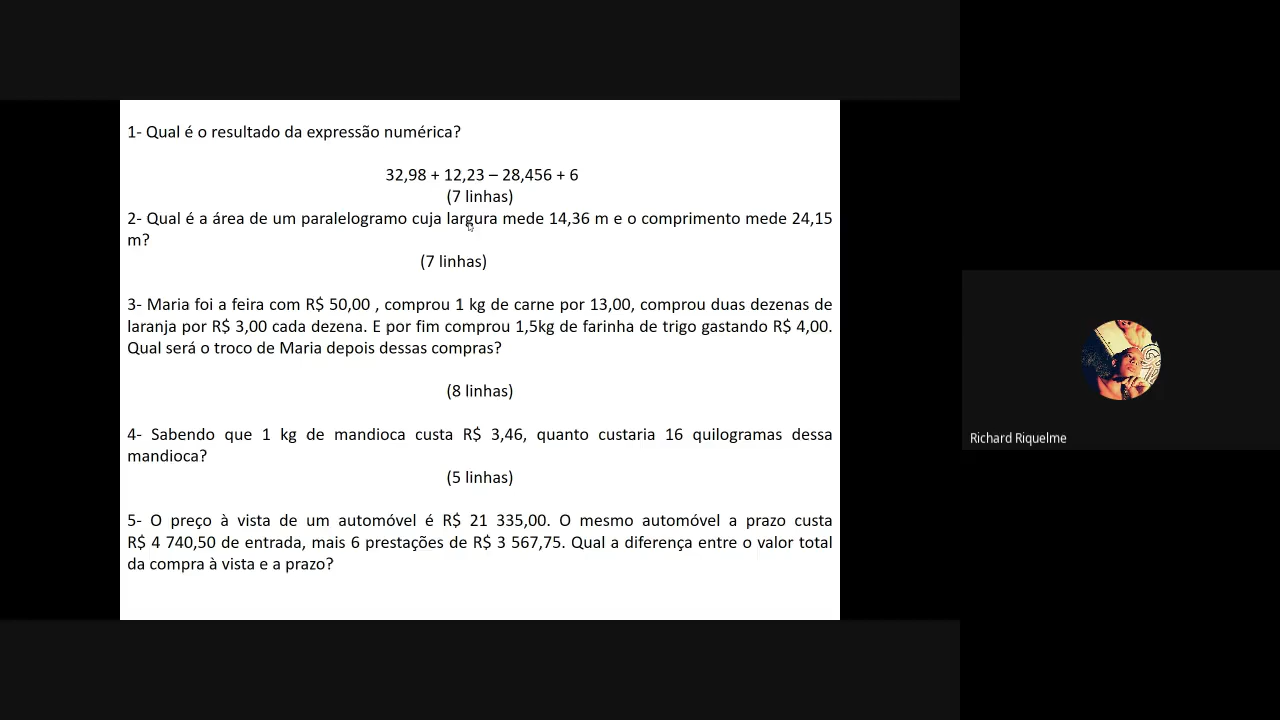 1- Qual é o resultado da expressão numérica?
32,98 + 12,23 – 28,456 + 6
(7 linhas)
2- Qual é a área de um paralelogramo cuja largura mede 14,36 m e o comprimento mede 24,15
m?
(7 linhas)
3- Maria foi a feira com R$ 50,00 , comprou 1 kg de carne por 13,00, comprou duas dezenas de
laranja por R$ 3,00 cada dezena. E por fim comprou 1,5kg de farinha de trigo gastando R$ 4,00.
Qual será o troco de Maria depois dessas compras?
(8 linhas)
4- Sabendo que 1 kg de mandioca custa R$ 3,46, quanto custaria 16 quilogramas dessa
mandioca?
(5 linhas)
5- O preço à vista de um automóvel é R$ 21 335,00. O mesmo automóvel a prazo custa
R$ 4 740,50 de entrada, mais 6 prestações de R$ 3 567,75. Qual a diferença entre o valor total
da compra à vista e a prazo?
Richard Riquelme